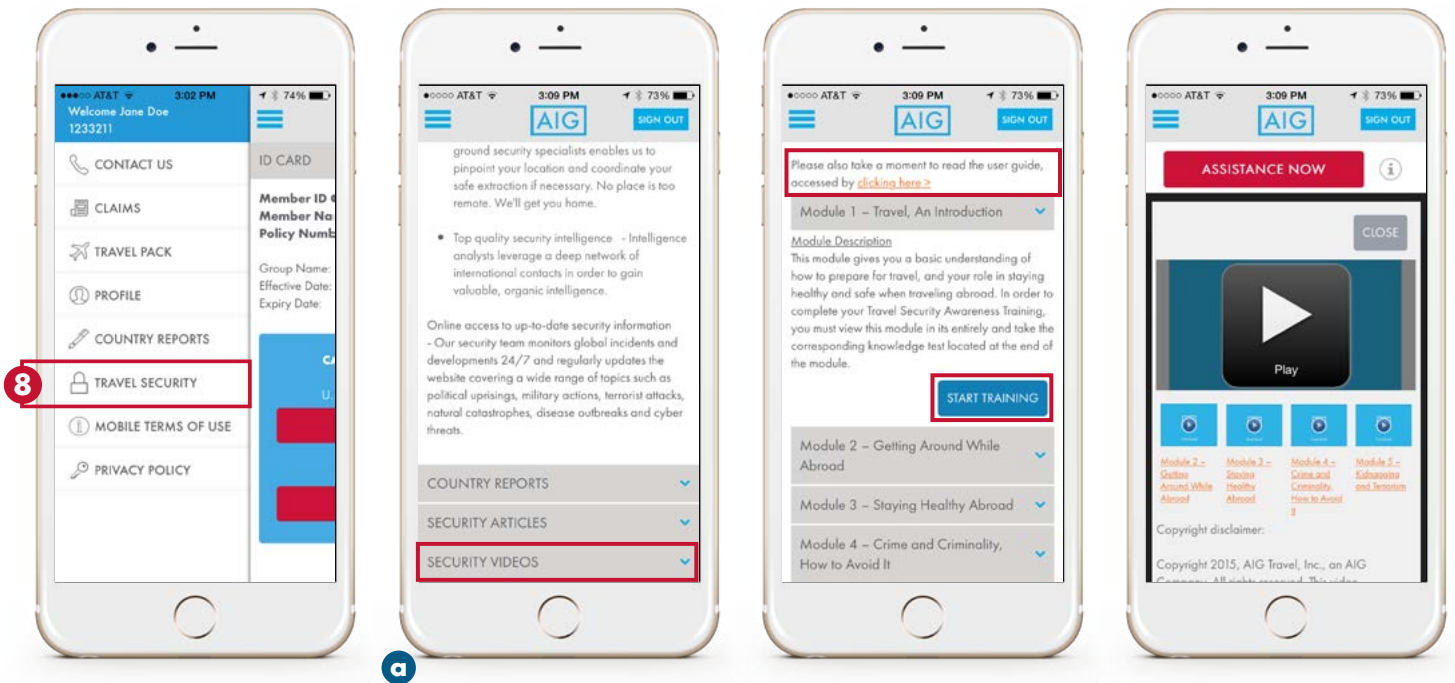 AT&T 3:02 PM
Welcome Jane Doe
1233211
CONTACT US
CLAIMS
TRAVEL PACK
PROFILE
COUNTRY REPORTS
8
TRAVEL SECURITY
MOBILE TERMS OF USE
PRIVACY POLICY
74%
ID CARD
Member ID
Member Na
Policy Numb
Group Name:
Effective Date:
Expiry Date:
CA
U.
AT&T 3:09 PM 73%
AIG
SIGN OUT
ground security specialists enables us to
pinpoint your location and coordinate your
safe extraction if necessary. No place is too
remote. We'll get you home.
• Top quality security intelligence - Intelligence
analysts leverage a deep network of
international contacts in order to gain
valuable, organic intelligence.
Online access to up-to-date security information
- Our security team monitors global incidents and
developments 24/7 and regularly updates the
website covering a wide range of topics such as
political uprisings, military actions, terrorist attacks,
natural catastrophes, disease outbreaks and cyber
threats.
COUNTRY REPORTS
SECURITY ARTICLES
SECURITY VIDEOS
a
AT&T 3:09 PM 73%
AIG
SIGN OUT
Please also take a moment to read the user guide,
accessed by clicking here >
Module 1 – Travel, An Introduction
Module Description
This module gives you a basic understanding of
how to prepare for travel, and your role in staying
healthy and safe when traveling abroad. In order to
complete your Travel Security Awareness Training,
you must view this module in its entirely and take the
corresponding knowledge test located at the end of
the module.
START TRAINING
Module 2 – Getting Around While
Abroad
Module 3 – Staying Healthy Abroad
Module 4 – Crime and Criminality,
How to Avoid It
AT&T 3:09 PM 73%
AIG
SIGN OUT
ASSISTANCE NOW
i
CLOSE
Play
Module 2 –
Getting
Around While
Abroad
Module 3 –
Staying
Healthy
Abroad
Module 4 –
Crime and
Criminality,
How to Avoid
It
Module 5 –
Kidnapping
and Terrorism
Copyright disclaimer:
Copyright 2015, AIG Travel, Inc., an AIG
Company. All rights reserved. This video